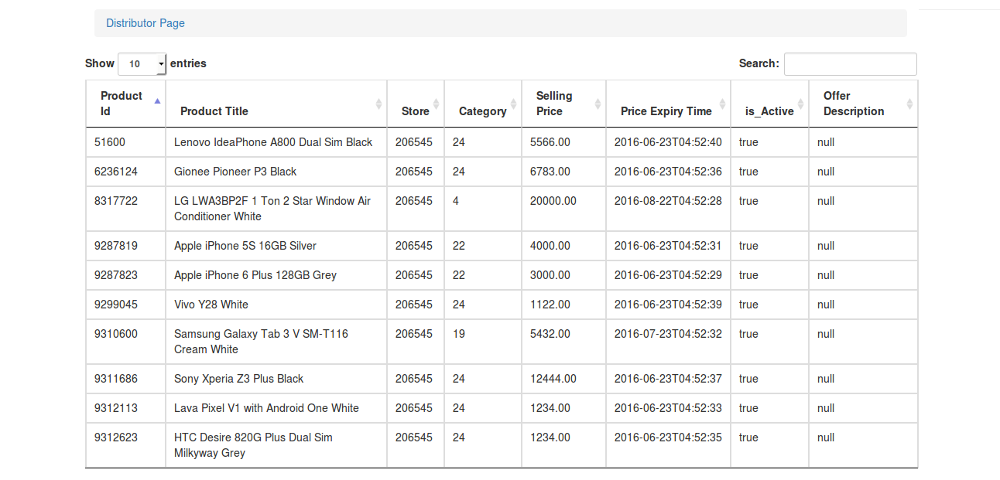 Distributor Page
Show 10 entries Search:
Product Id Product Title Store Category Selling Price Price Expiry Time is_Active Offer Description
51600 Lenovo IdeaPhone A800 Dual Sim Black 206545 24 5566.00 2016-06-23T04:52:40 true null
6236124 Gionee Pioneer P3 Black 206545 24 6783.00 2016-06-23T04:52:36 true null
8317722 LG LWA3BP2F 1 Ton 2 Star Window Air Conditioner White 206545 4 20000.00 2016-08-22T04:52:28 true null
9287819 Apple iPhone 5S 16GB Silver 206545 22 4000.00 2016-06-23T04:52:31 true null
9287823 Apple iPhone 6 Plus 128GB Grey 206545 22 3000.00 2016-06-23T04:52:29 true null
9299045 Vivo Y28 White 206545 24 1122.00 2016-06-23T04:52:39 true null
9310600 Samsung Galaxy Tab 3 V SM-T116 Cream White 206545 19 5432.00 2016-07-23T04:52:32 true null
9311686 Sony Xperia Z3 Plus Black 206545 24 12444.00 2016-06-23T04:52:37 true null
9312113 Lava Pixel V1 with Android One White 206545 24 1234.00 2016-06-23T04:52:33 true null
9312623 HTC Desire 820G Plus Dual Sim Milkyway Grey 206545 24 1234.00 2016-06-23T04:52:35 true null